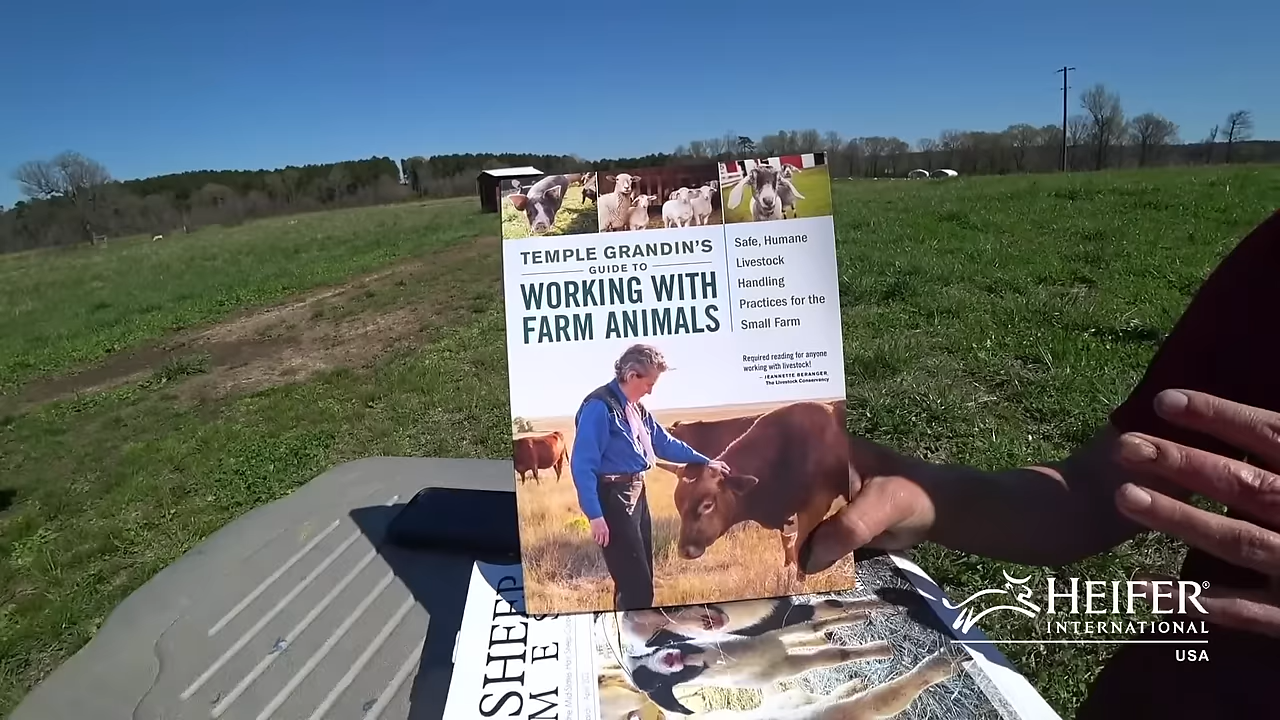 TEMPLE GRANDIN'S
GUIDE TO
WORKING WITH
FARM ANIMALS
Safe, Humane
Livestock
Handling
Practices for the
Small Farm
Required reading for anyone
working with livestock!
– JEANNETTE BERANGER,
The Livestock Conservancy
SHEEP
MES
HEIFER®
INTERNATIONAL
USA